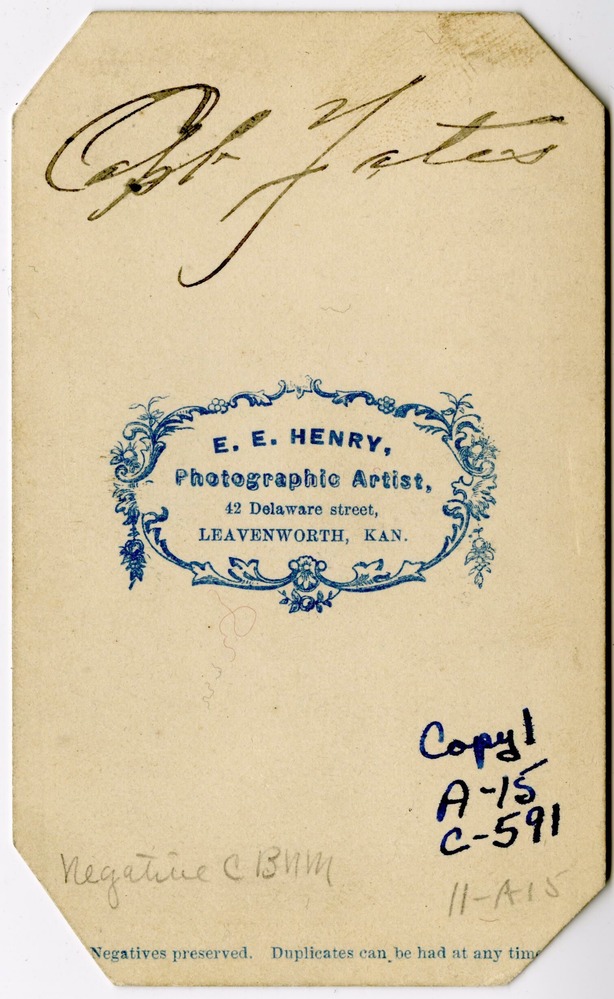 Capt Yates
E. E. HENRY,
Photographic Artist,
42 Delaware street,
LEAVENWORTH, KAN.
Copy 1
A-15
C-591
Negative C
11-A15
Negatives preserved. Duplicates can be had at any time